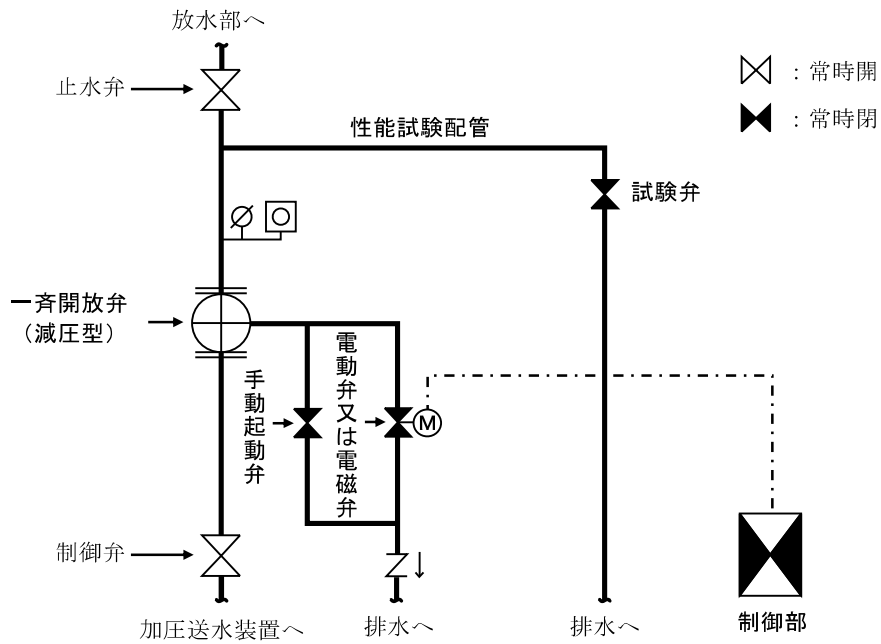 放水部へ
止水弁
：常時開
：常時閉
性能試験配管
試験弁
一斉開放弁
（減圧型）
手動起動弁
電動弁又は電磁弁
M
制御弁
制御部
加圧送水装置へ
排水へ
排水へ